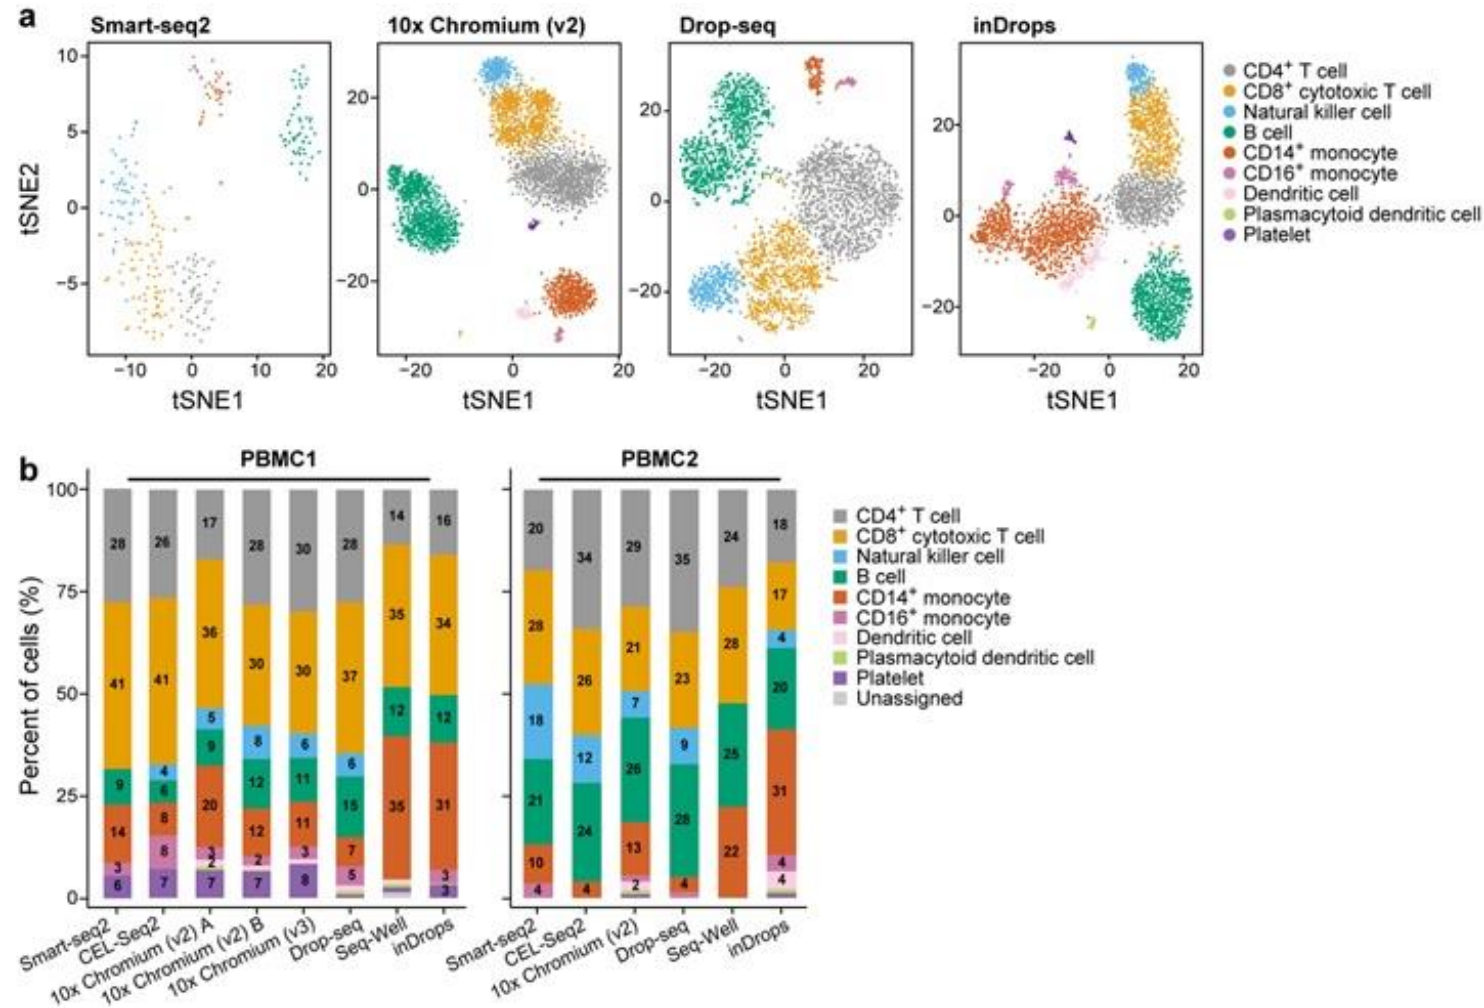 a
Smart-seq2
10x Chromium (v2)
Drop-seq
inDrops
tSNE2
10
5
0
−5
−10 0 10 20
tSNE1
20
0
−20
−20 0 20
tSNE1
20
0
−20
−20 0 20
tSNE1
20
0
−20
−20 0 20
tSNE1
CD4+ T cell
CD8+ cytotoxic T cell
Natural killer cell
B cell
CD14+ monocyte
CD16+ monocyte
Dendritic cell
Plasmacytoid dendritic cell
Platelet
b
PBMC1
PBMC2
Percent of cells (%)
100
75
50
25
0
28 41 9 14 3 6
26 41 4 6 8 8 7
17 36 5 9 20 3 2 7
28 30 8 12 12 2 7
30 30 6 11 11 3 8
28 37 6 15 7 5
14 35 12 35
16 34 12 31 3 3
Smart-seq2
CEL-Seq2
10x Chromium (v2) A
10x Chromium (v2) B
10x Chromium (v3)
Drop-seq
Seq-Well
inDrops
20 28 18 21 10 4
34 26 12 24 4
29 21 7 26 13 2
35 23 9 28 4
24 28 25 22
18 17 4 20 31 4 4
Smart-seq2
CEL-Seq2
10x Chromium (v2)
Drop-seq
Seq-Well
inDrops
CD4+ T cell
CD8+ cytotoxic T cell
Natural killer cell
B cell
CD14+ monocyte
CD16+ monocyte
Dendritic cell
Plasmacytoid dendritic cell
Platelet
Unassigned